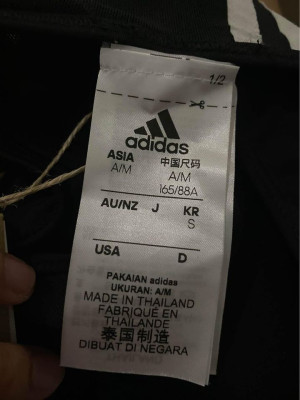 1/2
adidas
ASIA 中国尺码
A/M A/M
165/88A
AU/NZ J KR
S
USA D
PAKAIAN adidas
UKURAN: A/M
MADE IN THAILAND
FABRIQUÉ EN
THAÏLANDE
泰国制造
DIBUAT DI NEGARA